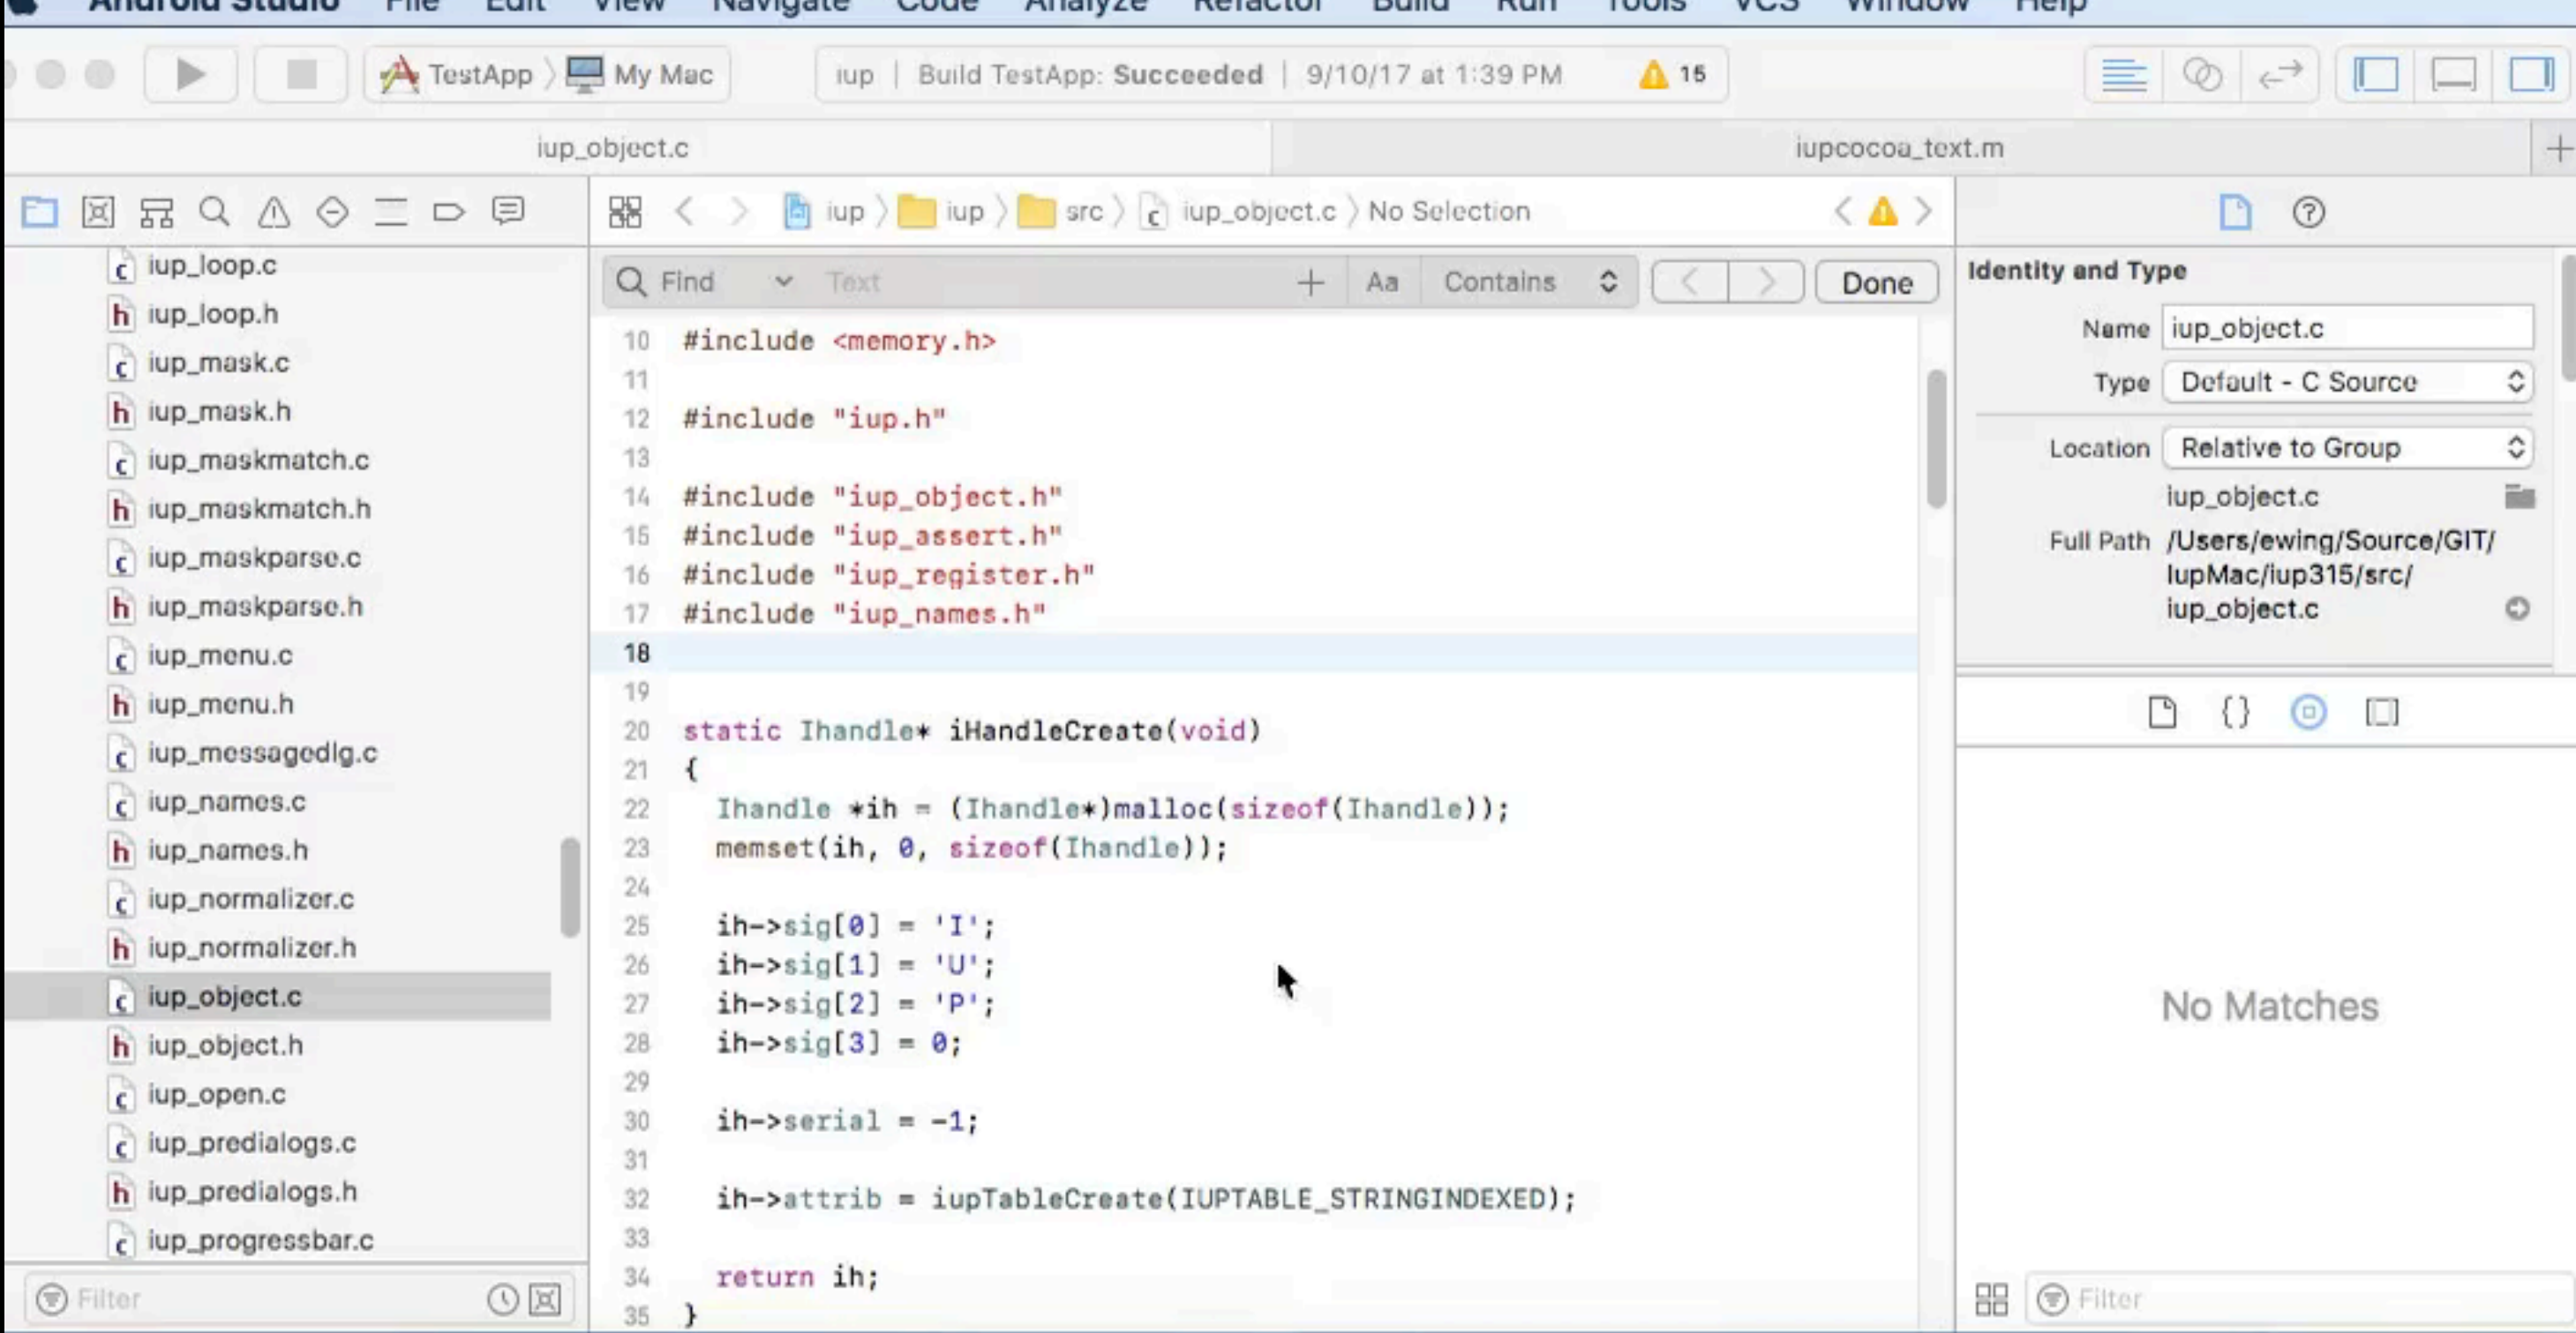 Android Studio File Edit View Navigate Code Analyze Refactor Build Run Tools VCS Window Help
TestApp My Mac iup | Build TestApp: Succeeded | 9/10/17 at 1:39 PM 15
iup_object.c iupcocoa_text.m
iup iup src iup_object.c No Selection
iup_loop.c
iup_loop.h
iup_mask.c
iup_mask.h
iup_maskmatch.c
iup_maskmatch.h
iup_maskparse.c
iup_maskparse.h
iup_menu.c
iup_menu.h
iup_messagedlg.c
iup_names.c
iup_names.h
iup_normalizer.c
iup_normalizer.h
iup_object.c
iup_object.h
iup_open.c
iup_predialogs.c
iup_predialogs.h
iup_progressbar.c
Filter
Find Text Aa Contains Done
10 #include <memory.h>
11
12 #include "iup.h"
13
14 #include "iup_object.h"
15 #include "iup_assert.h"
16 #include "iup_register.h"
17 #include "iup_names.h"
18
19
20 static Ihandle* iHandleCreate(void)
21 {
22 Ihandle *ih = (Ihandle*)malloc(sizeof(Ihandle));
23 memset(ih, 0, sizeof(Ihandle));
24
25 ih->sig[0] = 'I';
26 ih->sig[1] = 'U';
27 ih->sig[2] = 'P';
28 ih->sig[3] = 0;
29
30 ih->serial = -1;
31
32 ih->attrib = iupTableCreate(IUPTABLE_STRINGINDEXED);
33
34 return ih;
35 }
Identity and Type
Name iup_object.c
Type Default - C Source
Location Relative to Group
iup_object.c
Full Path /Users/ewing/Source/GIT/
IupMac/iup315/src/
iup_object.c
No Matches
Filter